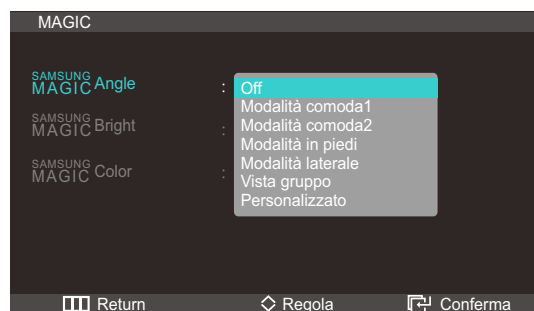 MAGIC
SAMSUNG
MAGIC Angle : Off
Modalità comoda1
SAMSUNG
MAGIC Bright : Modalità comoda2
Modalità in piedi
SAMSUNG
MAGIC Color : Modalità laterale
Vista gruppo
Personalizzato
Return Regola Conferma